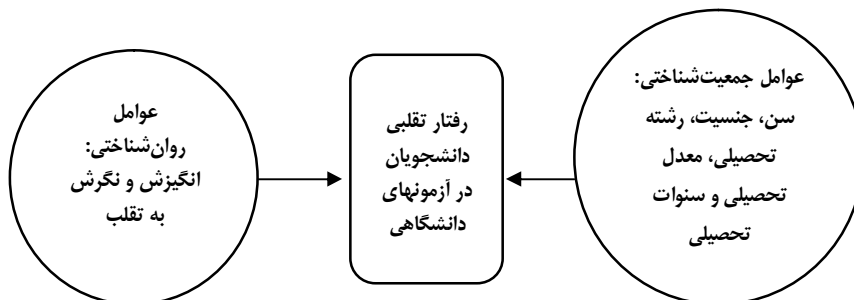 عوامل جمعیت‌شناختی:
سن، جنسیت، رشته
تحصیلی، معدل
تحصیلی و سنوات
تحصیلی
رفتار تقلبی
دانشجویان
در آزمونهای
دانشگاهی
عوامل
روان‌شناختی:
انگیزش و نگرش
به تقلب